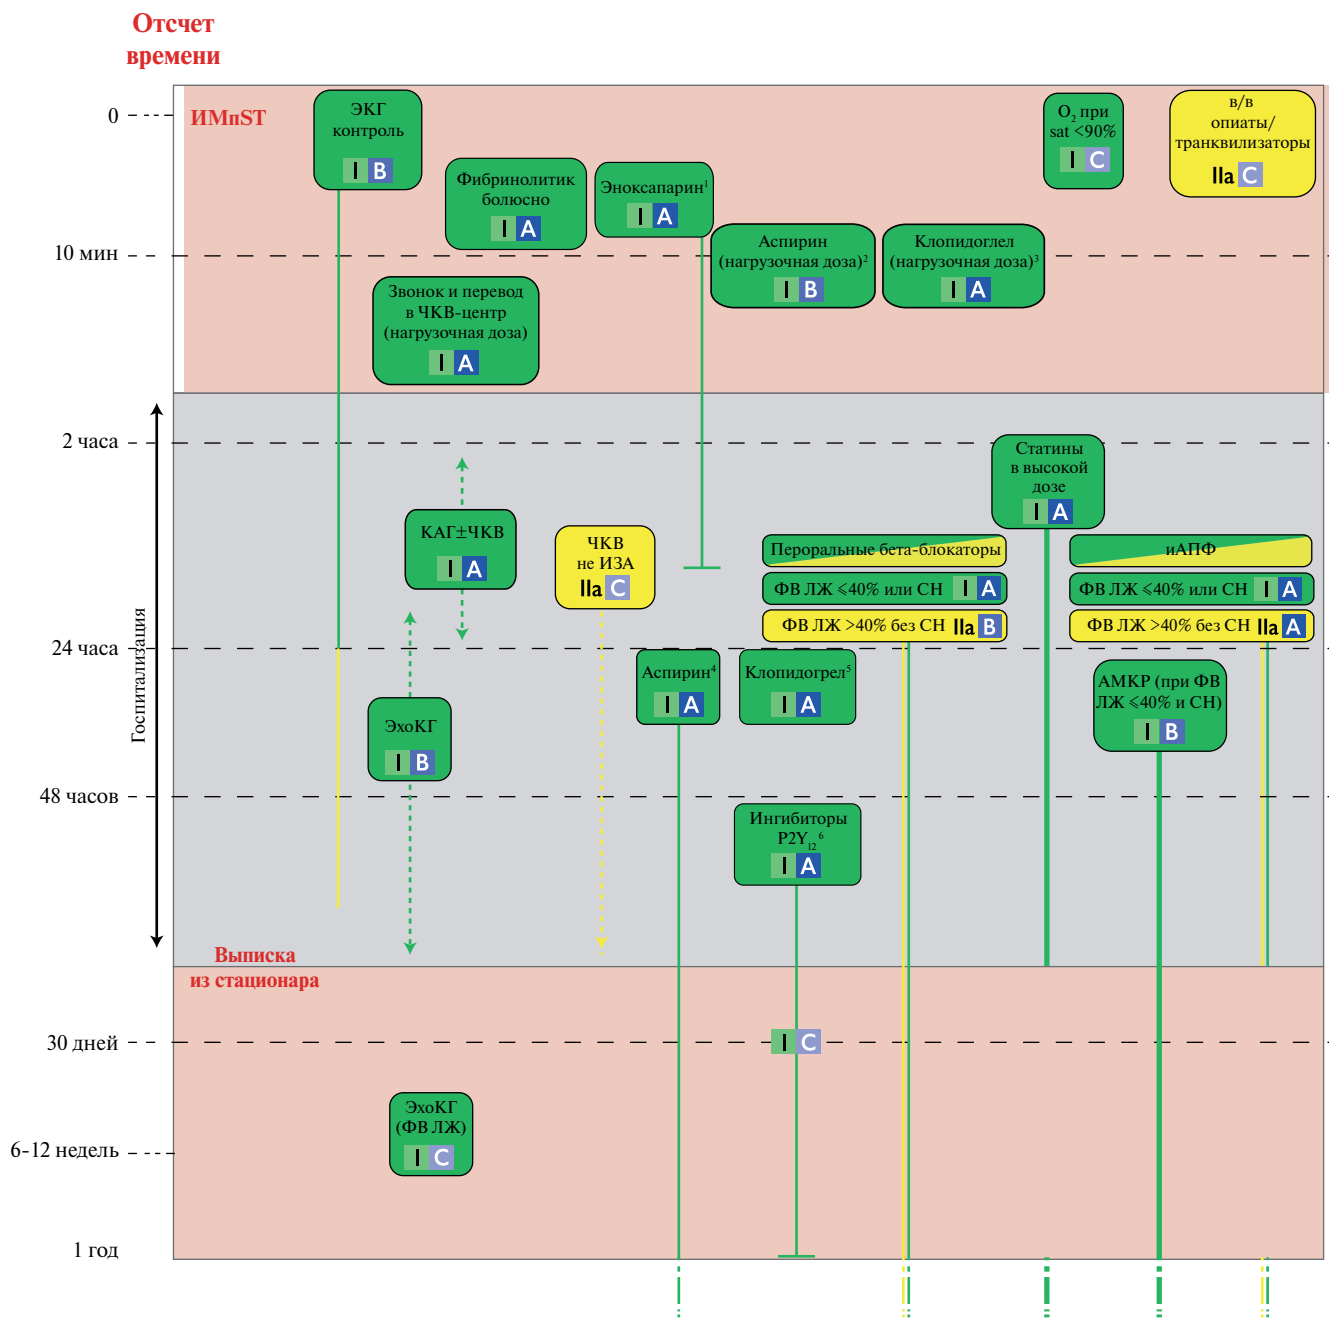 Отсчет
времени
0
ИМпST
ЭКГ
контроль
I B
Фибринолитик
болюсно
I A
Эноксапарин¹
I A
O₂ при
sat <90%
I C
в/в
опиаты/
транквилизаторы
IIa C
10 мин
Аспирин
(нагрузочная доза)²
I B
Клопидоглел
(нагрузочная доза)³
I A
Звонок и перевод
в ЧКВ-центр
(нагрузочная доза)
I A
Госпитализация
2 часа
Статины
в высокой
дозе
I A
КАГ±ЧКВ
I A
ЧКВ
не ИЗА
IIa C
Пероральные бета-блокаторы
ФВ ЛЖ ⩽40% или СН I A
ФВ ЛЖ >40% без СН IIa B
иАПФ
ФВ ЛЖ ⩽40% или СН I A
ФВ ЛЖ >40% без СН IIa A
24 часа
Аспирин⁴
I A
Клопидогрел⁵
I A
АМКР (при ФВ
ЛЖ ⩽40% и СН)
I B
ЭхоКГ
I B
48 часов
Ингибиторы
P2Y₁₂⁶
I A
Выписка
из стационара
30 дней
I C
ЭхоКГ
(ФВ ЛЖ)
I C
6-12 недель
1 год